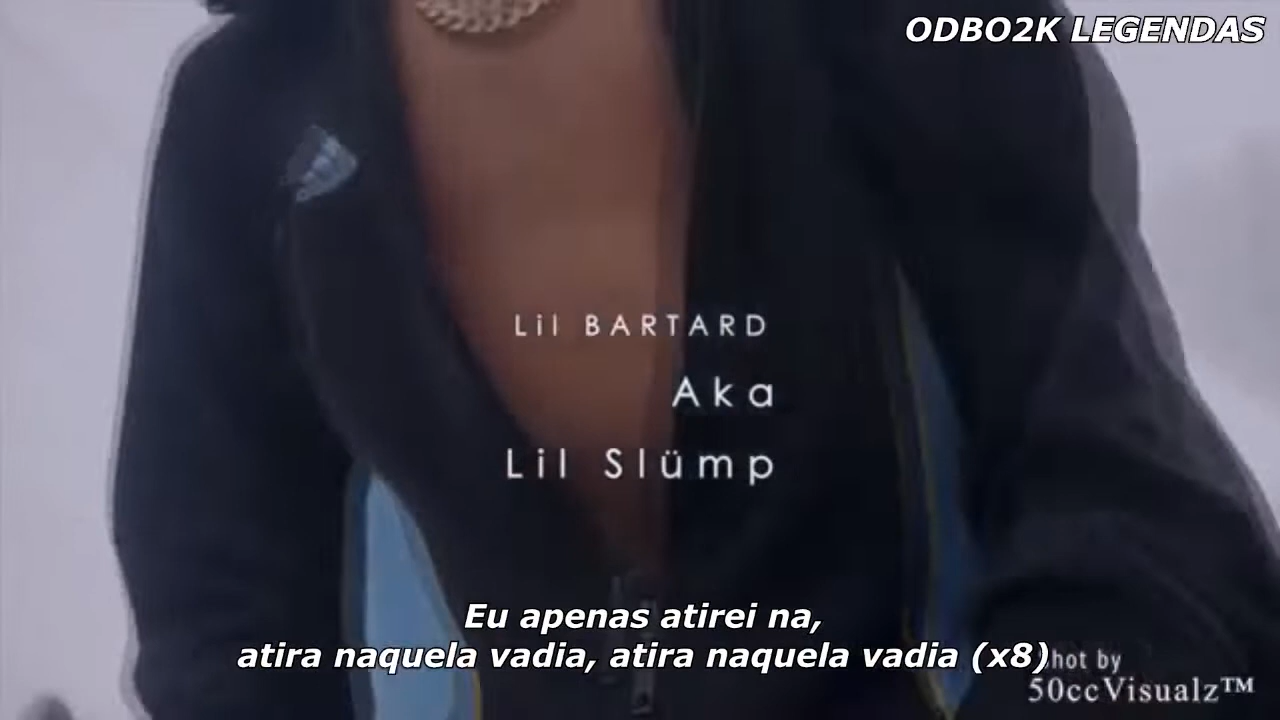 ODBO2K LEGENDAS
Lil BARTARD
Aka
Lil Slümp
Eu apenas atirei na,
atira naquela vadia, atira naquela vadia (x8)
hot by
50ccVisualz™